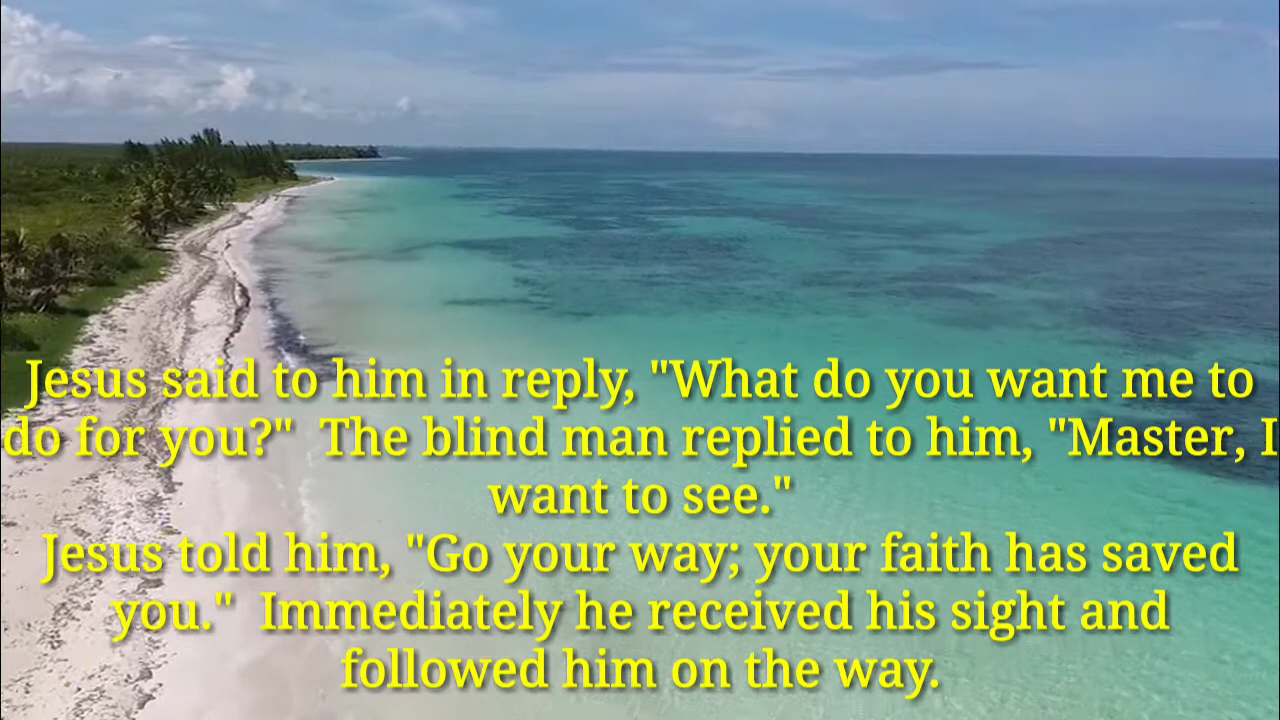 Jesus said to him in reply, "What do you want me to
do for you?"  The blind man replied to him, "Master, I
want to see."
Jesus told him, "Go your way; your faith has saved
you."  Immediately he received his sight and
followed him on the way.